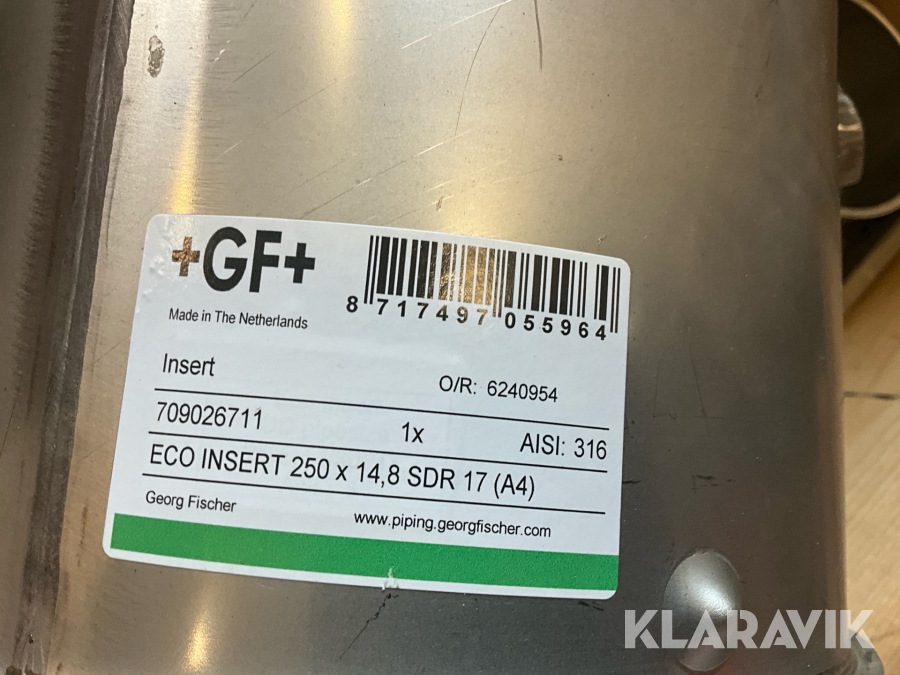 +GF+
8 717497 055964
Made in The Netherlands
Insert
O/R: 6240954
709026711 1x AISI: 316
ECO INSERT 250 x 14,8 SDR 17 (A4)
Georg Fischer
www.piping.georgfischer.com
KLARAVIK